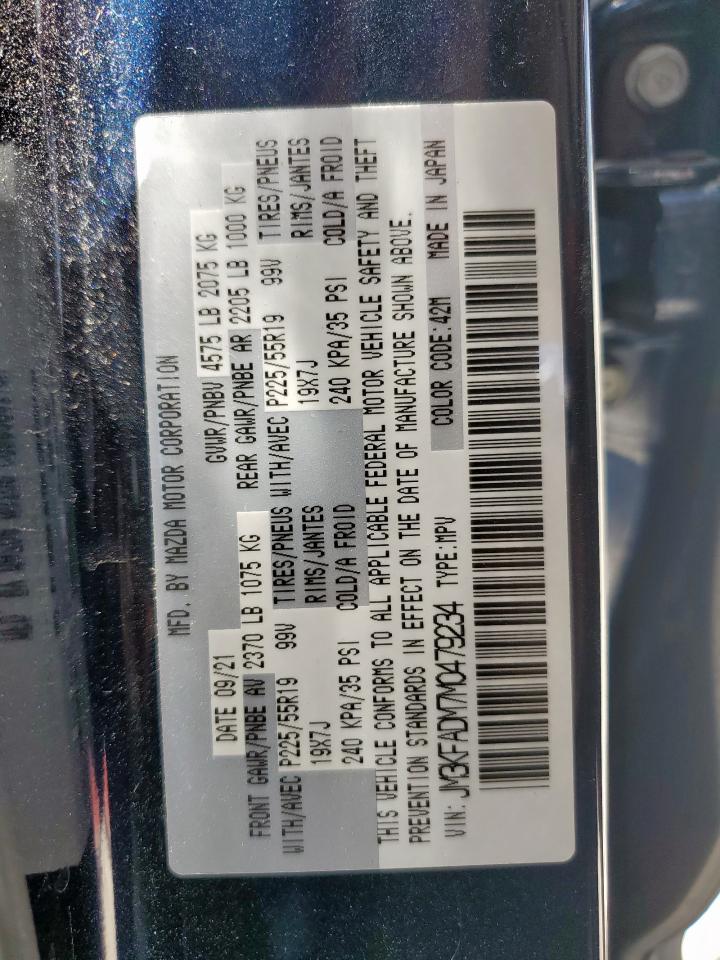 MFD. BY MAZDA MOTOR CORPORATION
DATE 09/21 GVWR/PNBV 4575 LB 2075 KG
FRONT GAWR/PNBE AV 2370 LB 1075 KG REAR GAWR/PNBE AR 2205 LB 1000 KG
WITH/AVEC P225/55R19 99V TIRES/PNEUS WITH/AVEC P225/55R19 99V TIRES/PNEUS
19X7J RIMS/JANTES 19X7J RIMS/JANTES
240 KPA/35 PSI COLD/A FROID 240 KPA/35 PSI COLD/A FROID
THIS VEHICLE CONFORMS TO ALL APPLICABLE FEDERAL MOTOR VEHICLE SAFETY AND THEFT
PREVENTION STANDARDS IN EFFECT ON THE DATE OF MANUFACTURE SHOWN ABOVE.
VIN: JM3KFADM7M0479234 TYPE:MPV COLOR CODE:42M MADE IN JAPAN